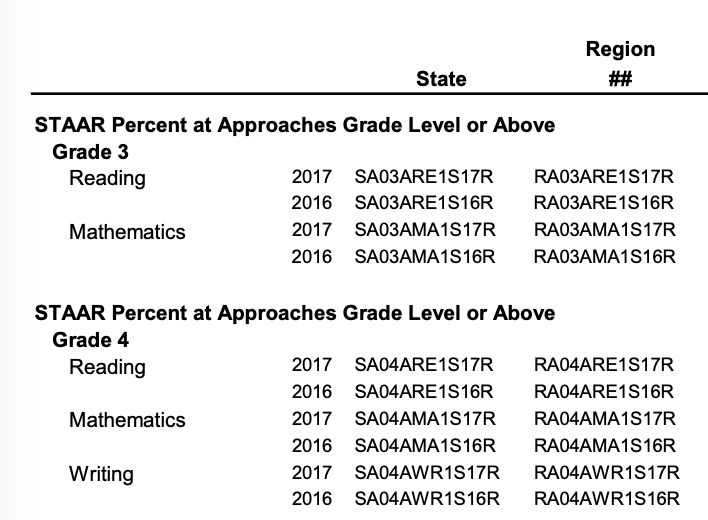 Region
State ##
STAAR Percent at Approaches Grade Level or Above
Grade 3
Reading 2017 SA03ARE1S17R RA03ARE1S17R
2016 SA03ARE1S16R RA03ARE1S16R
Mathematics 2017 SA03AMA1S17R RA03AMA1S17R
2016 SA03AMA1S16R RA03AMA1S16R
STAAR Percent at Approaches Grade Level or Above
Grade 4
Reading 2017 SA04ARE1S17R RA04ARE1S17R
2016 SA04ARE1S16R RA04ARE1S16R
Mathematics 2017 SA04AMA1S17R RA04AMA1S17R
2016 SA04AMA1S16R RA04AMA1S16R
Writing 2017 SA04AWR1S17R RA04AWR1S17R
2016 SA04AWR1S16R RA04AWR1S16R